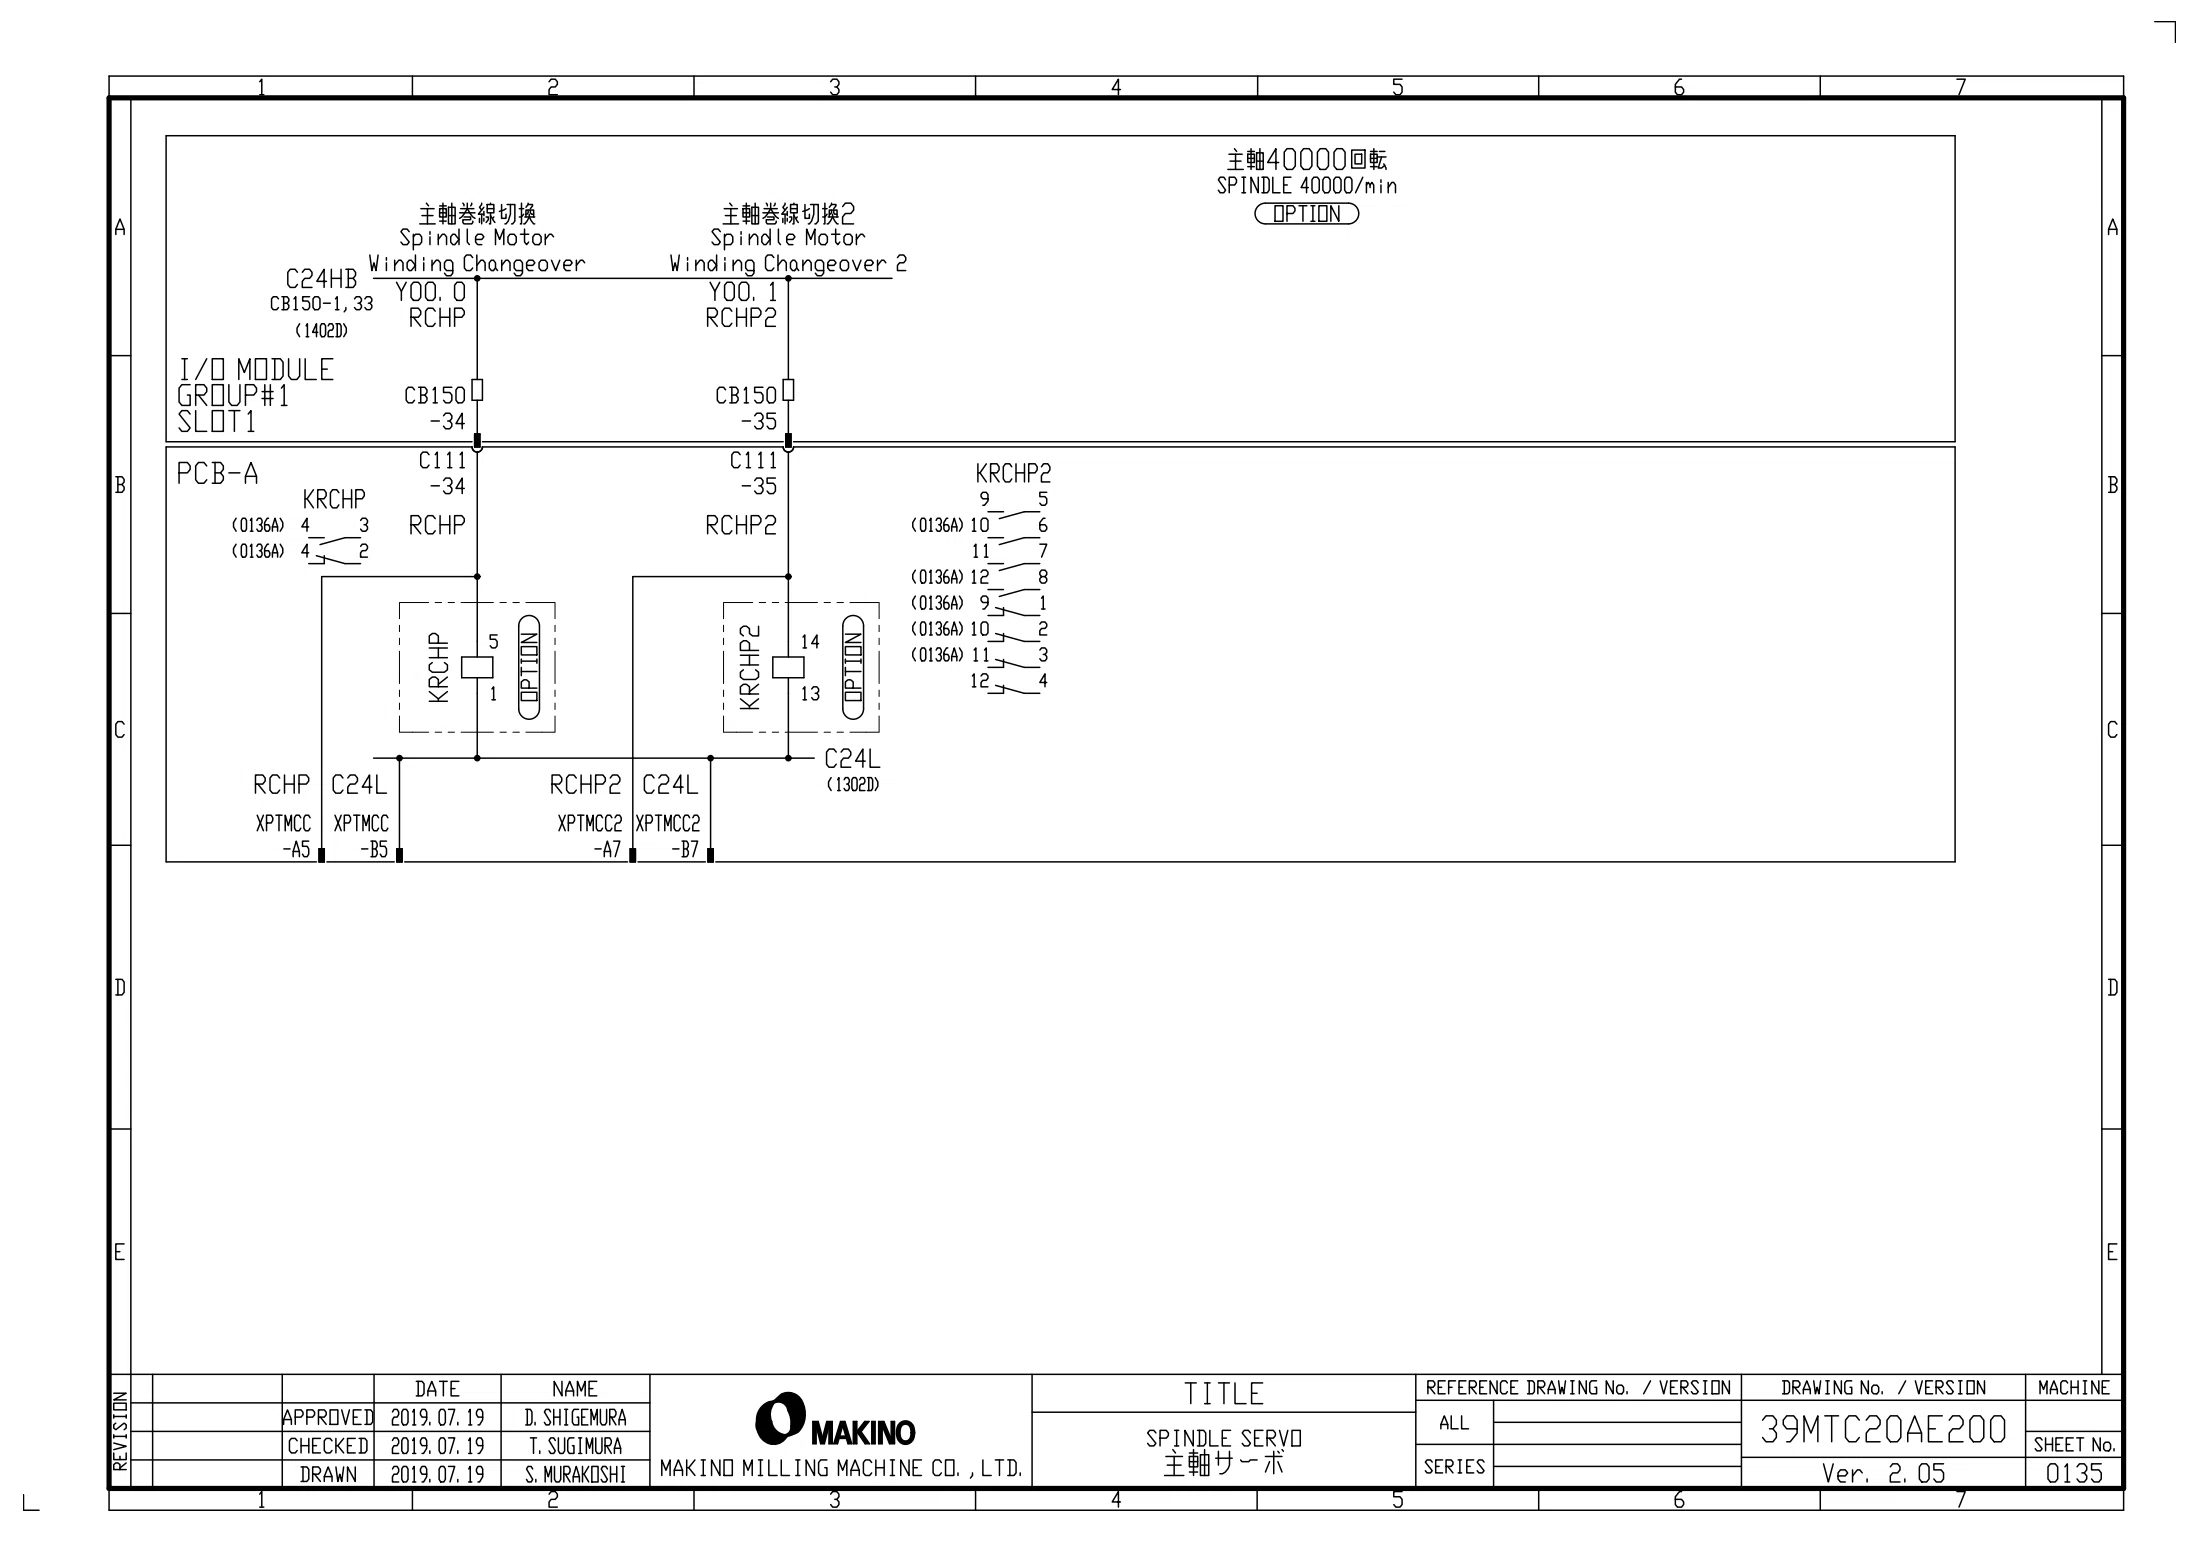 1 2 3 4 5 6 7
A
B
C
D
E
主軸40000回転
SPINDLE 40000/min
OPTION
主軸巻線切換
Spindle Motor
Winding Changeover
主軸巻線切換2
Spindle Motor
Winding Changeover 2
C24HB
CB150-1,33
(1402D)
Y00.0
RCHP
Y00.1
RCHP2
I/O MODULE
GROUP#1
SLOT1
CB150
-34
CB150
-35
PCB-A
C111
-34
RCHP
C111
-35
RCHP2
KRCHP
(0136A) 4 3
(0136A) 4 2
KRCHP2
9 5
(0136A) 10 6
11 7
(0136A) 12 8
(0136A) 9 1
(0136A) 10 2
(0136A) 11 3
12 4
KRCHP
5
1
OPTION
KRCHP2
14
13
OPTION
C24L
(1302D)
RCHP C24L
XPTMCC XPTMCC
-A5 -B5
RCHP2 C24L
XPTMCC2 XPTMCC2
-A7 -B7
A
B
C
D
E
REVISION
DATE NAME
APPROVED 2019.07.19 D. SHIGEMURA
CHECKED 2019.07.19 T. SUGIMURA
DRAWN 2019.07.19 S. MURAKOSHI
MAKINO
MAKINO MILLING MACHINE CO.,LTD.
TITLE
SPINDLE SERVO
主軸サーボ
REFERENCE DRAWING No. / VERSION
ALL
SERIES
DRAWING No. / VERSION
39MTC20AE200
Ver. 2.05
MACHINE
SHEET No.
0135
1 2 3 4 5 6 7